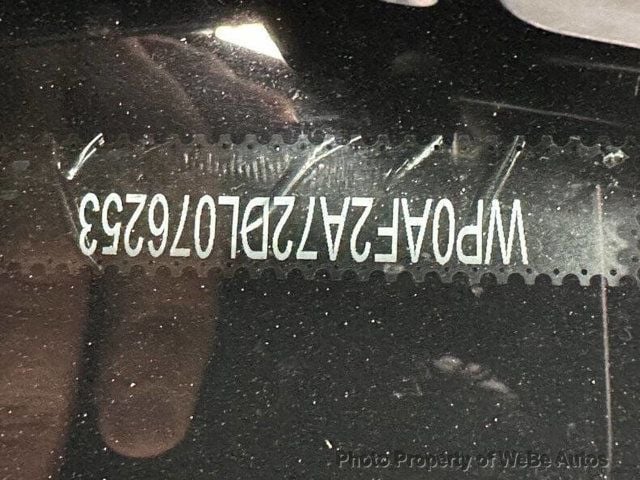 WP0AF2A72DL076253
Photo Property of WeBe Autos